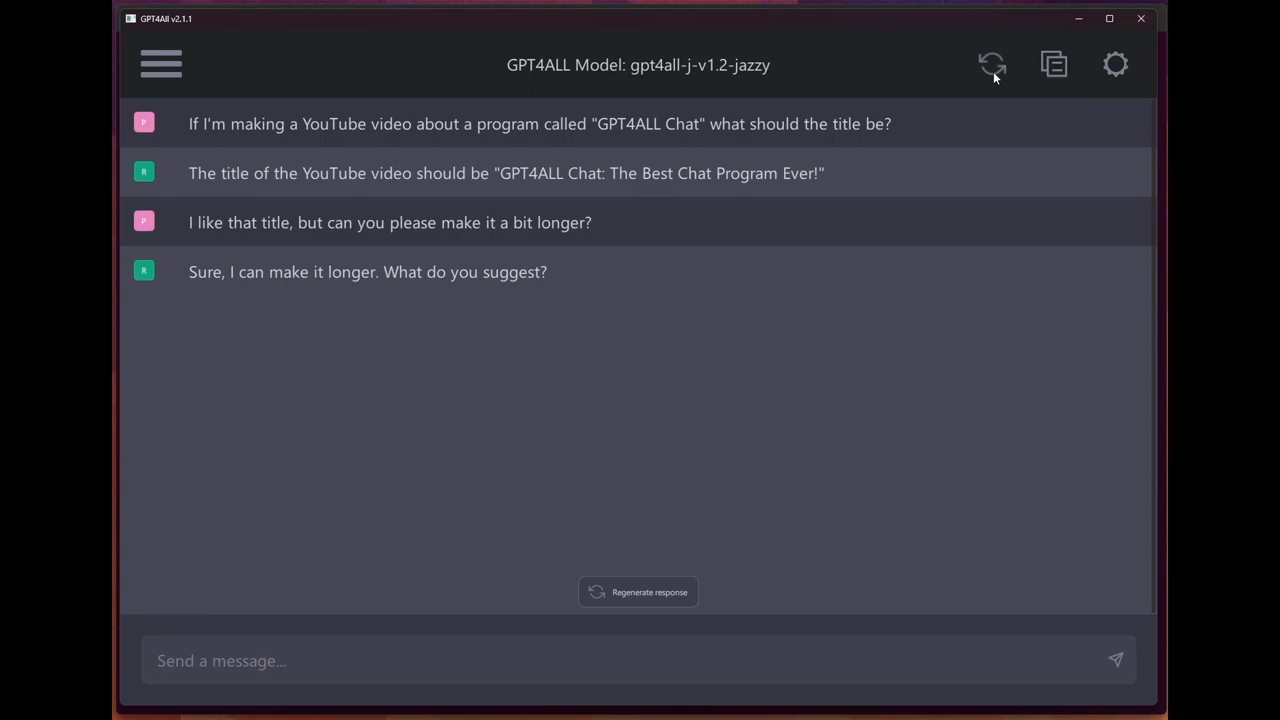 GPT4All v2.1.1
GPT4ALL Model: gpt4all-j-v1.2-jazzy
P
If I'm making a YouTube video about a program called "GPT4ALL Chat" what should the title be?
R
The title of the YouTube video should be "GPT4ALL Chat: The Best Chat Program Ever!"
P
I like that title, but can you please make it a bit longer?
R
Sure, I can make it longer. What do you suggest?
Regenerate response
Send a message...